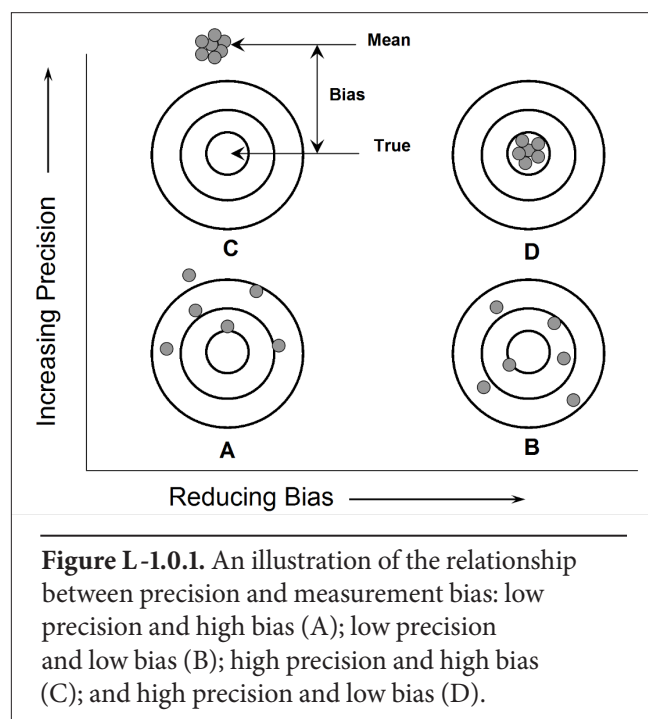 Mean
Bias
True
C
D
Increasing Precision
A
B
Reducing Bias
Figure L-1.0.1. An illustration of the relationship
between precision and measurement bias: low
precision and high bias (A); low precision
and low bias (B); high precision and high bias
(C); and high precision and low bias (D).